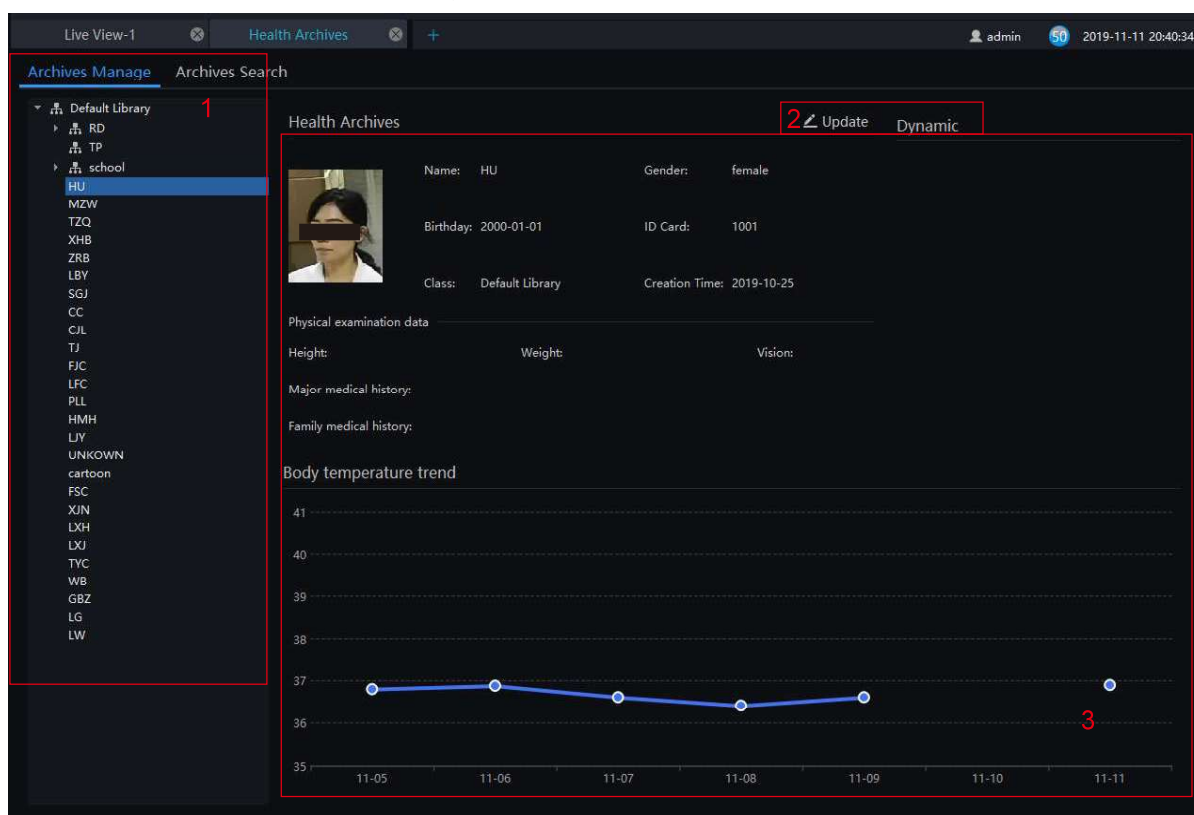 Live View-1 Health Archives + admin 50 2019-11-11 20:40:34
Archives Manage Archives Search
1
Default Library
RD
TP
school
HU
MZW
TZQ
XHB
ZRB
LBY
SGJ
CC
CJL
TJ
FJC
LFC
PLL
HMH
LJY
UNKOWN
cartoon
FSC
XJN
LXH
LXJ
TYC
WB
GBZ
LG
LW
Health Archives 2 Update Dynamic
Name: HU Gender: female
Birthday: 2000-01-01 ID Card: 1001
Class: Default Library Creation Time: 2019-10-25
Physical examination data
Height: Weight: Vision:
Major medical history:
Family medical history:
Body temperature trend
41
40
39
38
37
36
3
35
11-05 11-06 11-07 11-08 11-09 11-10 11-11